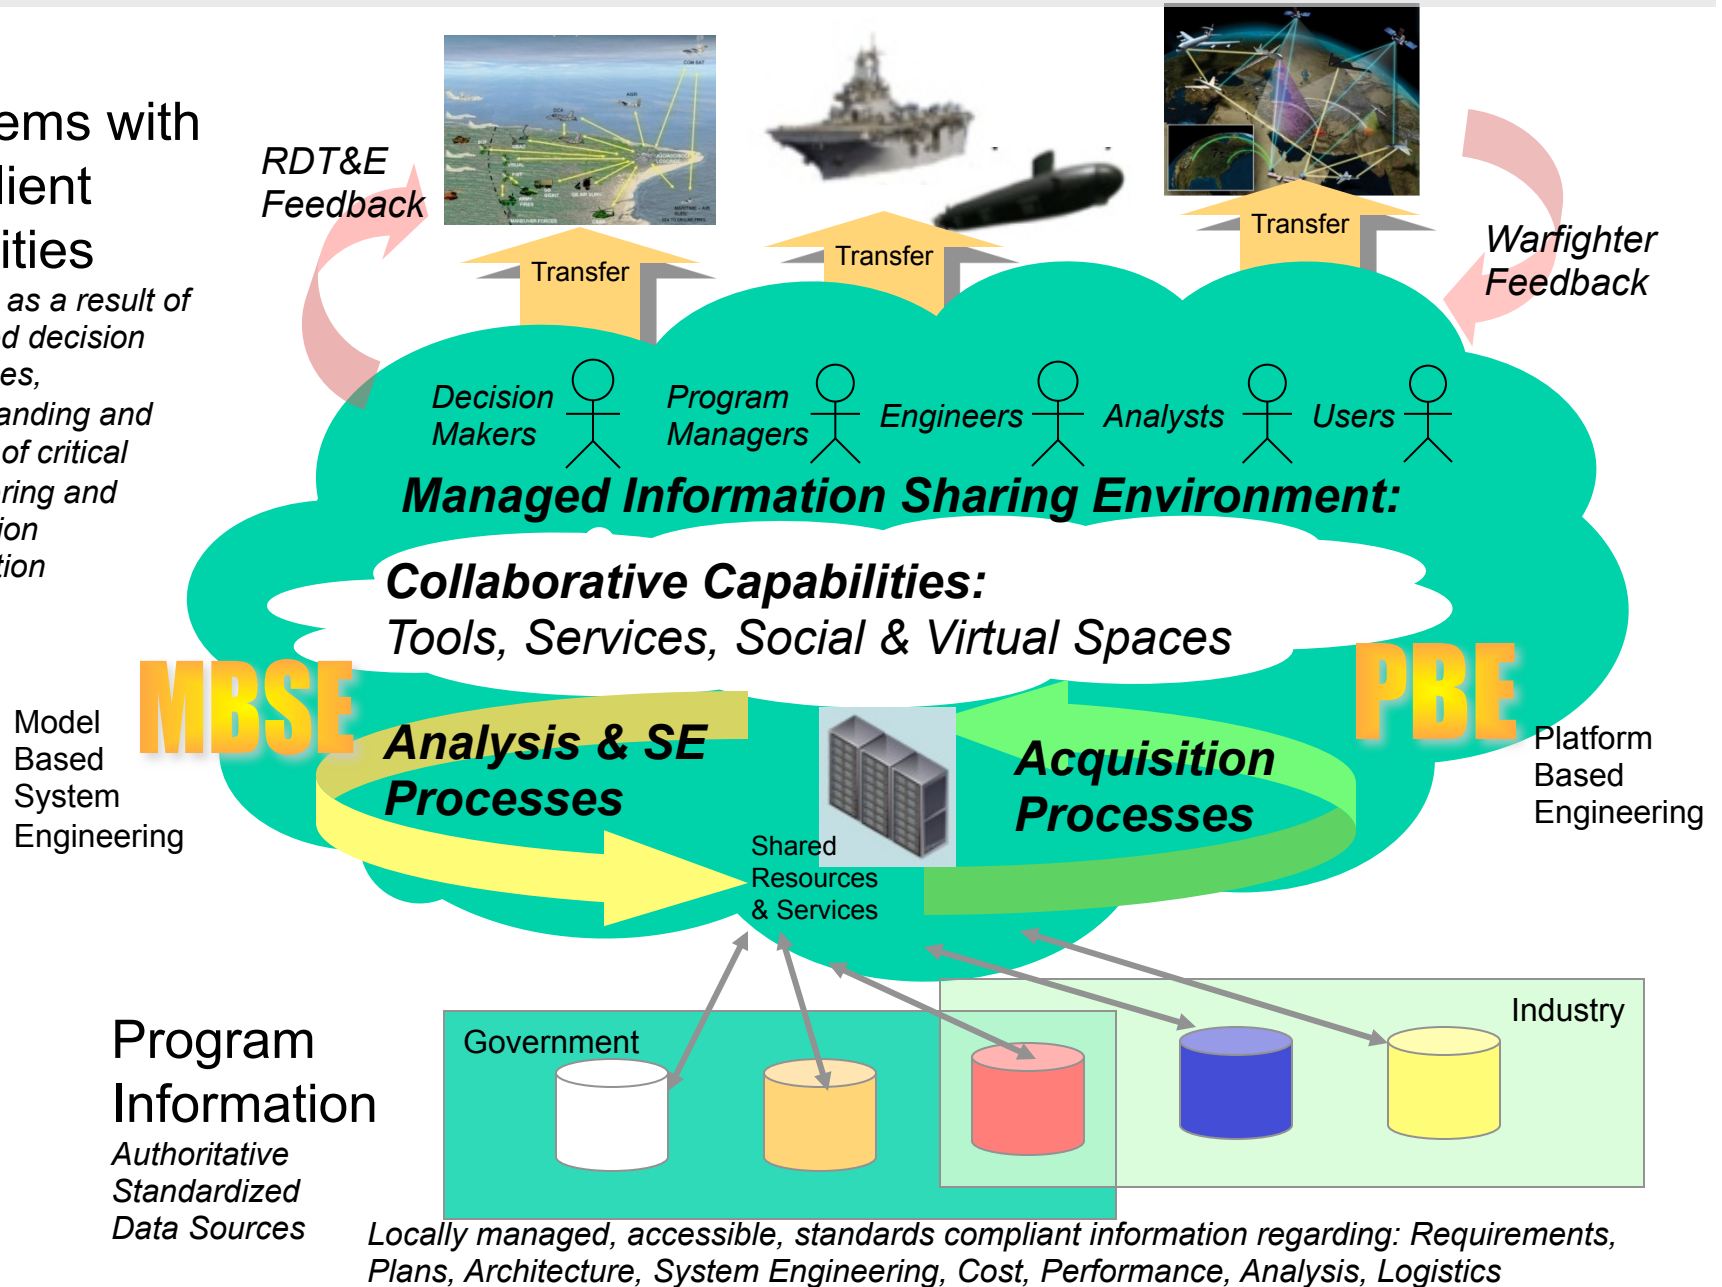 ems with
lient
ities
as a result of
d decision
es,
anding and
of critical
ring and
ion
tion
RDT&E
Feedback
COM SAT
Transfer
Transfer
Transfer
Warfighter
Feedback
Decision
Makers
Program
Managers
Engineers
Analysts
Users
Managed Information Sharing Environment:
Collaborative Capabilities:
Tools, Services, Social & Virtual Spaces
MBSE
PBE
Model
Based
System
Engineering
Analysis & SE
Processes
Acquisition
Processes
Platform
Based
Engineering
Shared
Resources
& Services
Program
Information
Authoritative
Standardized
Data Sources
Government
Industry
Locally managed, accessible, standards compliant information regarding: Requirements,
Plans, Architecture, System Engineering, Cost, Performance, Analysis, Logistics